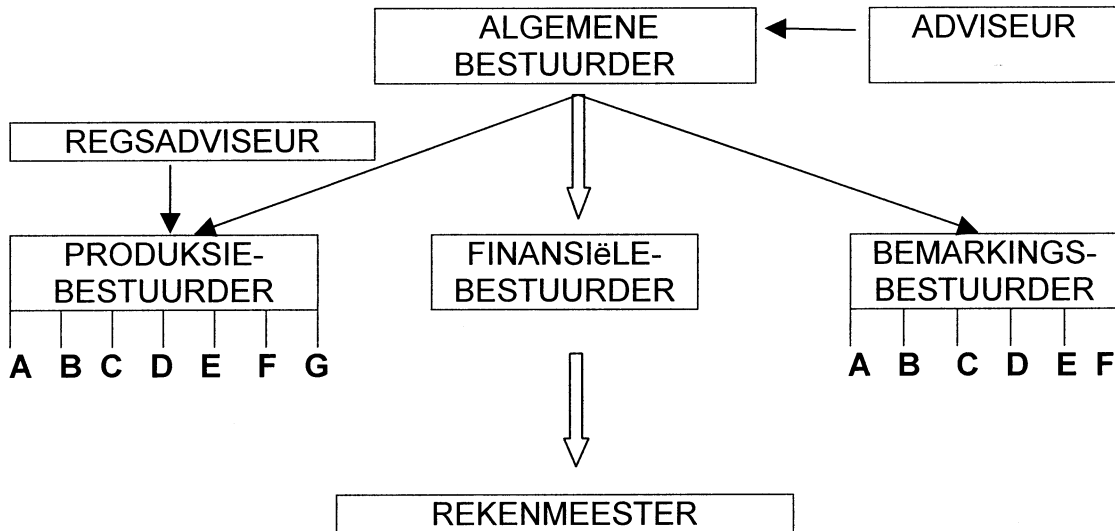 ALGEMENE
BESTUURDER
ADVISEUR
REGSADVISEUR
PRODUKSIE-
BESTUURDER
FINANSIëLE-
BESTUURDER
BEMARKINGS-
BESTUURDER
A B C D E F G
A B C D E F
REKENMEESTER